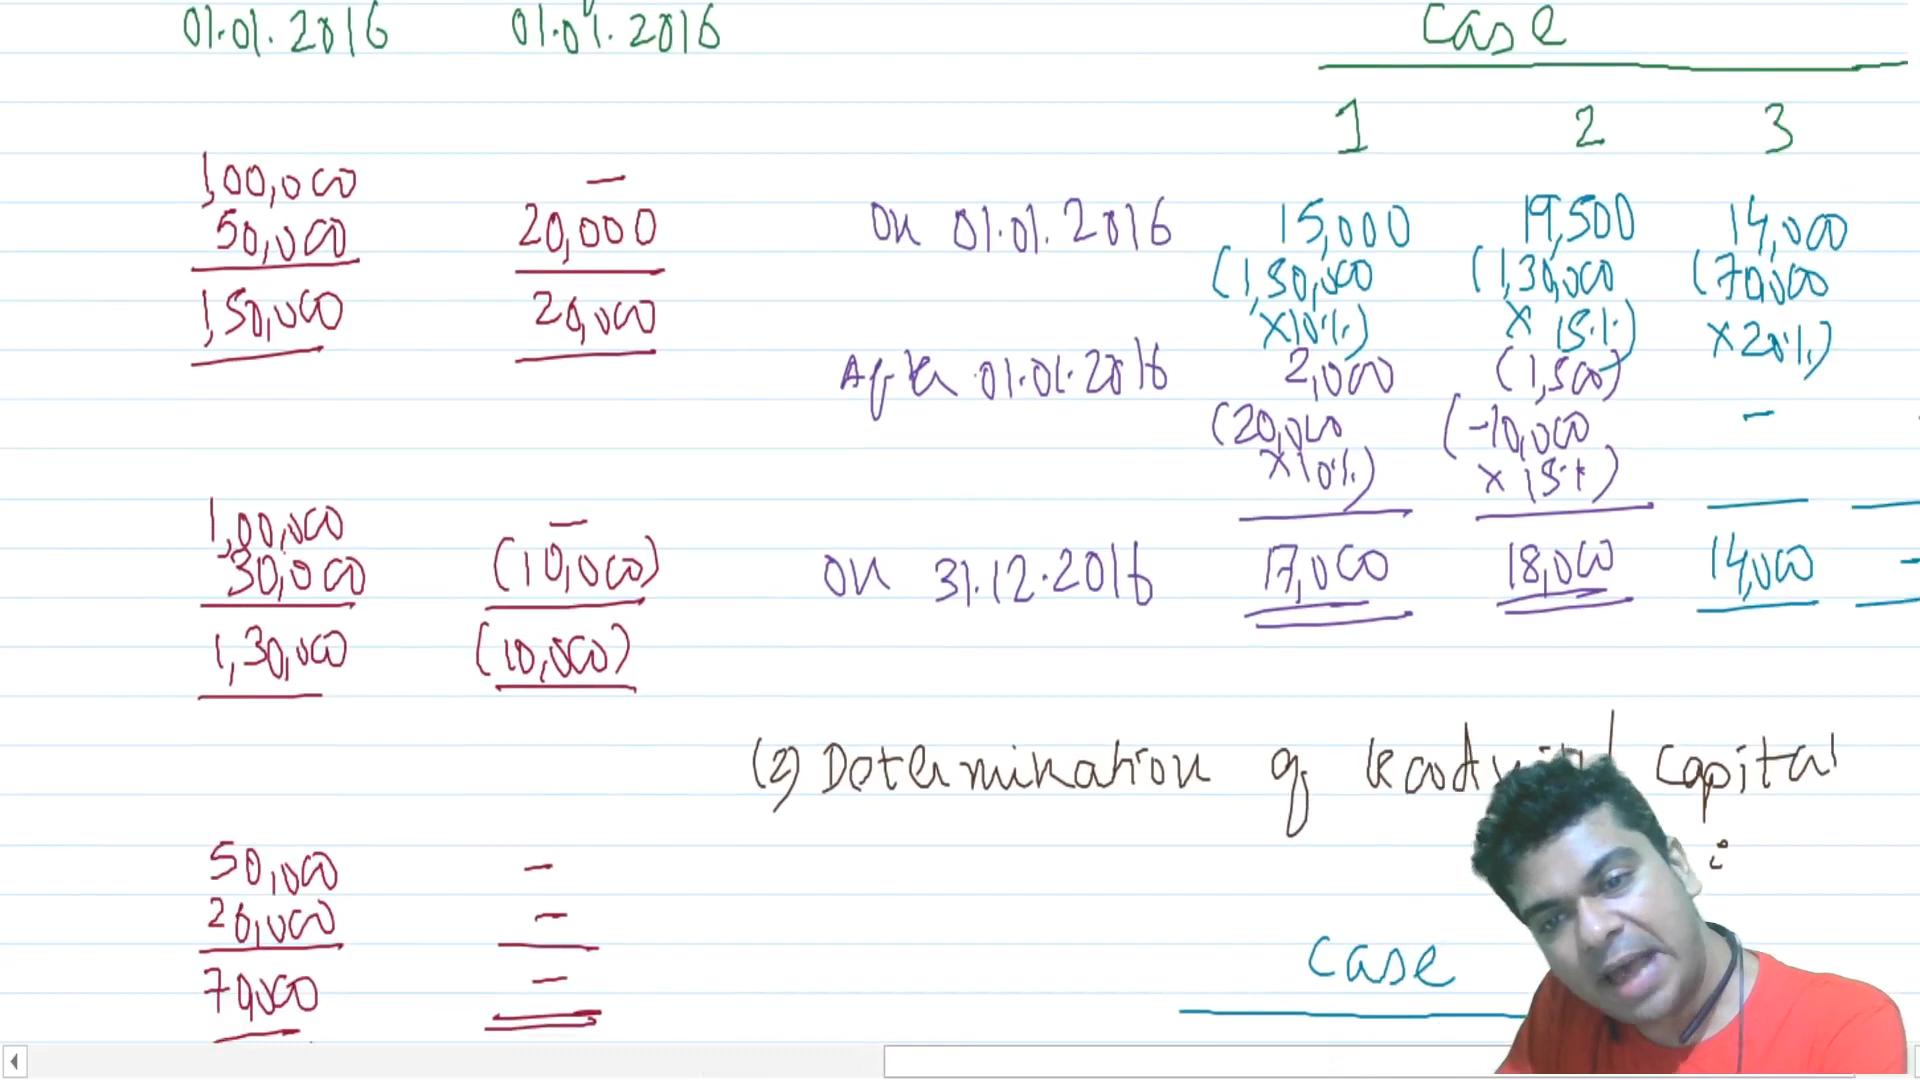 01.01.2016 01.01.2016 Case
1 2 3
1,00,000 -
50,000 20,000
1,50,000 20,000
On 01.01.2016 15,000 19,500 14,000
(1,50,000 (1,30,000 (70,000
X10%) X 15%) X20%)
After 01.01.2016 2,000 (1,500) -
(20,000 (-10,000
X10%) X 15%)
1,00,000 -
30,000 (10,000)
1,30,000 (10,000)
On 31.12.2016 17,000 18,000 14,000 -
(2) Determination of capital
:
50,000 -
20,000 -
70,000 -
Case